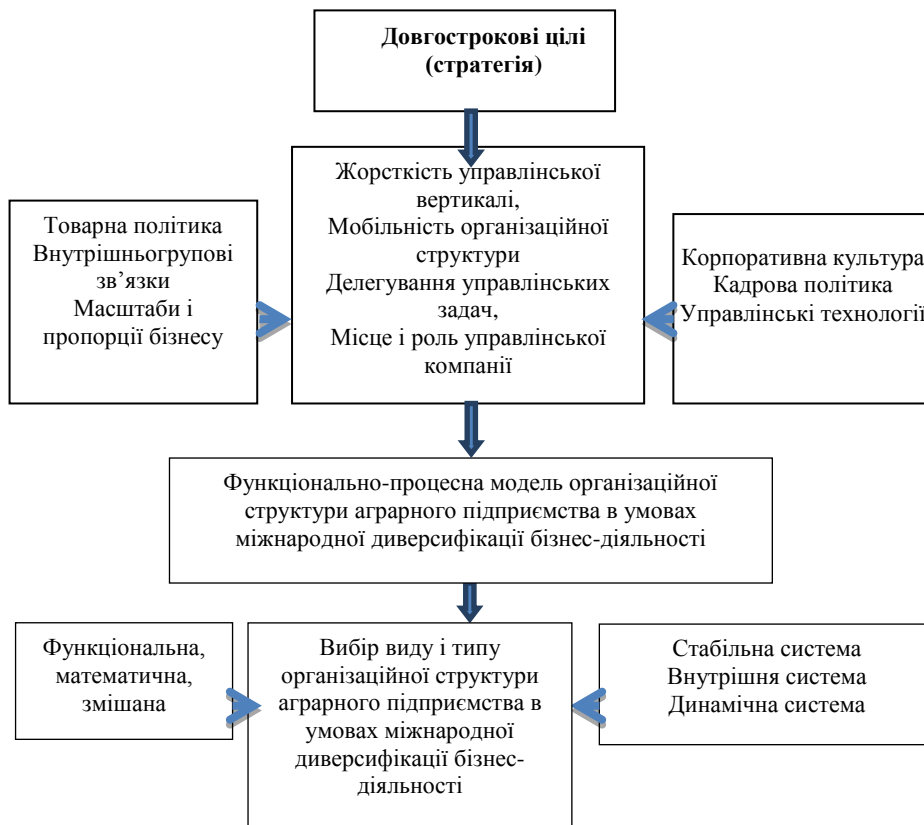 Довгострокові цілі
(стратегія)
Жорсткість управлінської
вертикалі,
Мобільність організаційної
структури
Делегування управлінських
задач,
Місце і роль управлінської
компанії
Товарна політика
Внутрішньогрупові
зв’язки
Масштаби і
пропорції бізнесу
Корпоративна культура
Кадрова політика
Управлінські технології
Функціонально-процесна модель організаційної
структури аграрного підприємства в умовах
міжнародної диверсифікації бізнес-діяльності
Функціональна,
математична,
змішана
Вибір виду і типу
організаційної структури
аграрного підприємства в
умовах міжнародної
диверсифікації бізнес-
діяльності
Стабільна система
Внутрішня система
Динамічна система